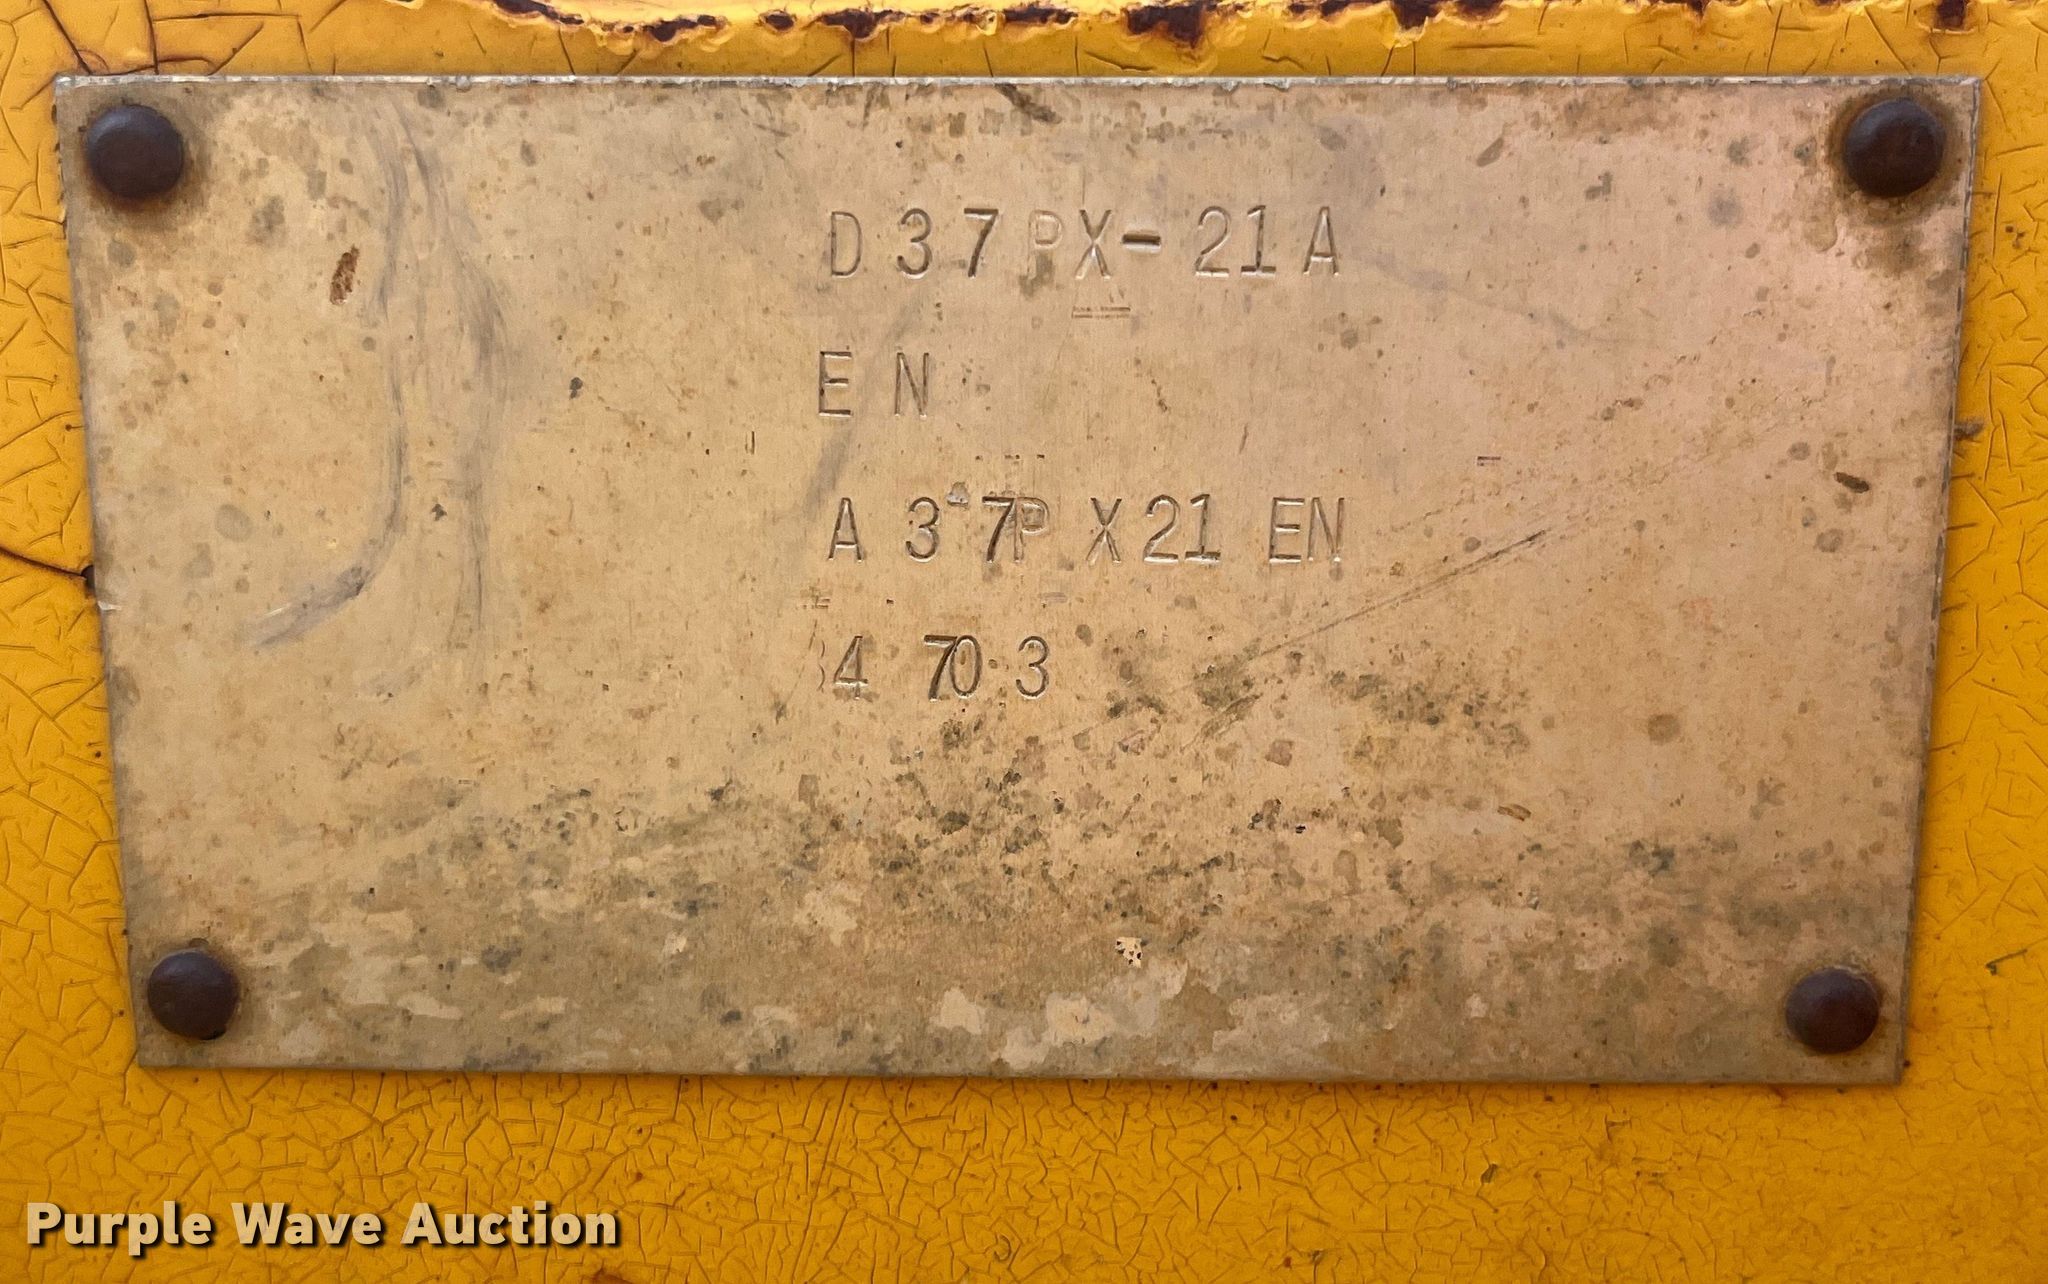 D37PX-21A
EN
A37PX21EN
4703
Purple Wave Auction